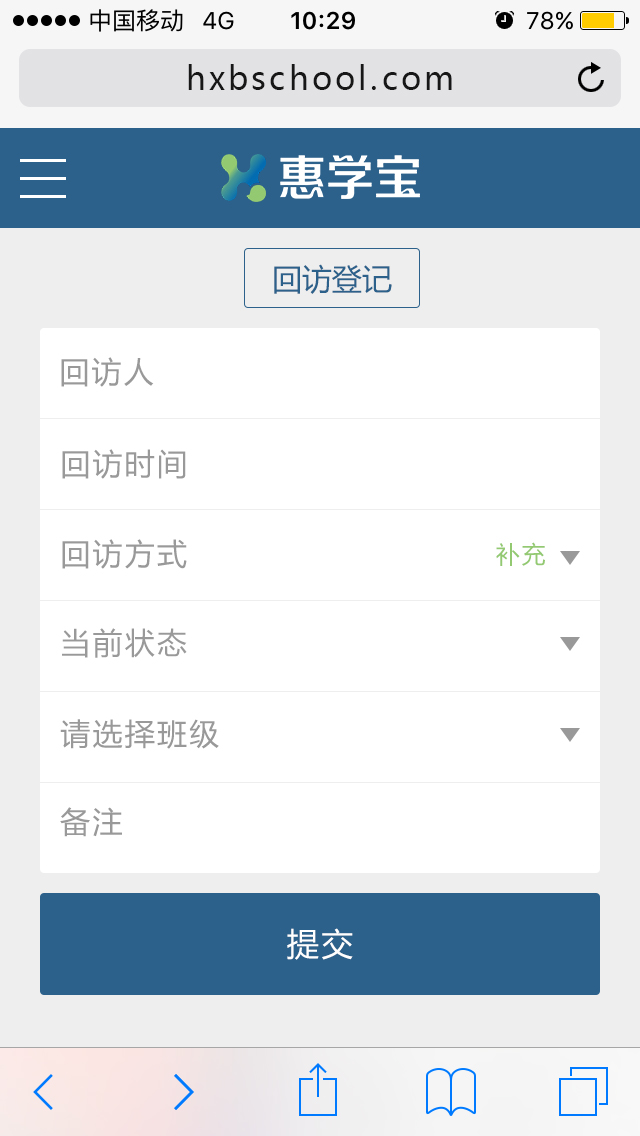 中国移动 4G 10:29 78%
hxbschool.com
惠学宝
回访登记
回访人
回访时间
回访方式 补充
当前状态
请选择班级
备注
提交